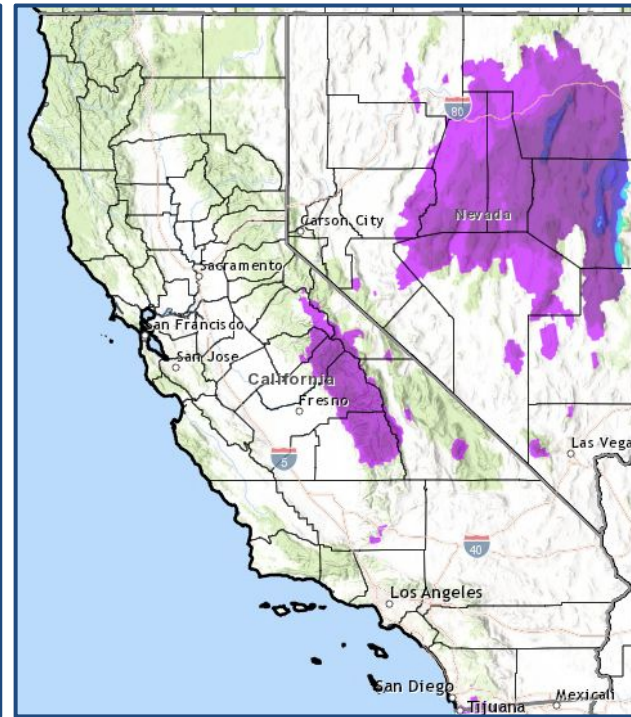 80
Nevada
Carson City
Sacramento
San Francisco
San Jose
California
Fresno
5
Las Vega
40
Los Angeles
San Diego
Tijuana
Mexicali